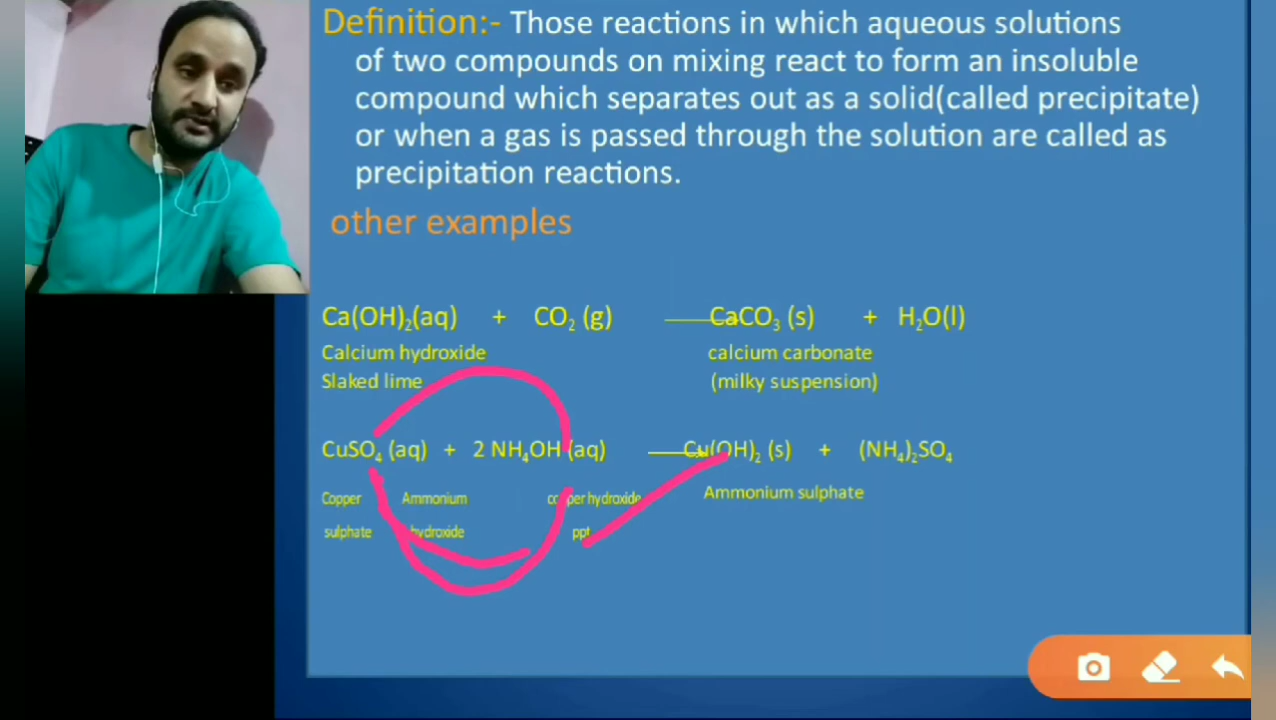 Definition:- Those reactions in which aqueous solutions
of two compounds on mixing react to form an insoluble
compound which separates out as a solid(called precipitate)
or when a gas is passed through the solution are called as
precipitation reactions.
other examples
Ca(OH)₂(aq) + CO₂ (g) CaCO₃ (s) + H₂O(l)
Calcium hydroxide calcium carbonate
Slaked lime (milky suspension)
CuSO₄ (aq) + 2 NH₄OH (aq) Cu(OH)₂ (s) + (NH₄)₂SO₄
Copper Ammonium copper hydroxide Ammonium sulphate
sulphate hydroxide ppt